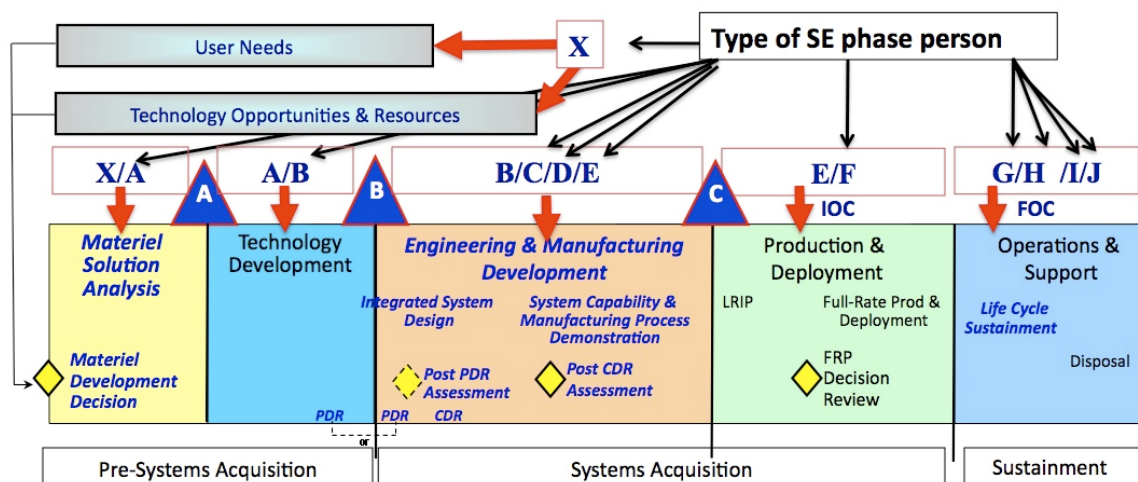 User Needs
X
Type of SE phase person
Technology Opportunities & Resources
X/A
A
A/B
B
B/C/D/E
C
E/F
G/H /I/J
IOC
FOC
Materiel
Solution
Analysis
Technology
Development
Engineering & Manufacturing
Development
Production &
Deployment
Operations &
Support
Integrated System
Design
System Capability &
Manufacturing Process
Demonstration
LRIP
Full-Rate Prod &
Deployment
Life Cycle
Sustainment
Disposal
Materiel
Development
Decision
Post PDR
Assessment
Post CDR
Assessment
FRP
Decision
Review
PDR
PDR
CDR
or
Pre-Systems Acquisition
Systems Acquisition
Sustainment